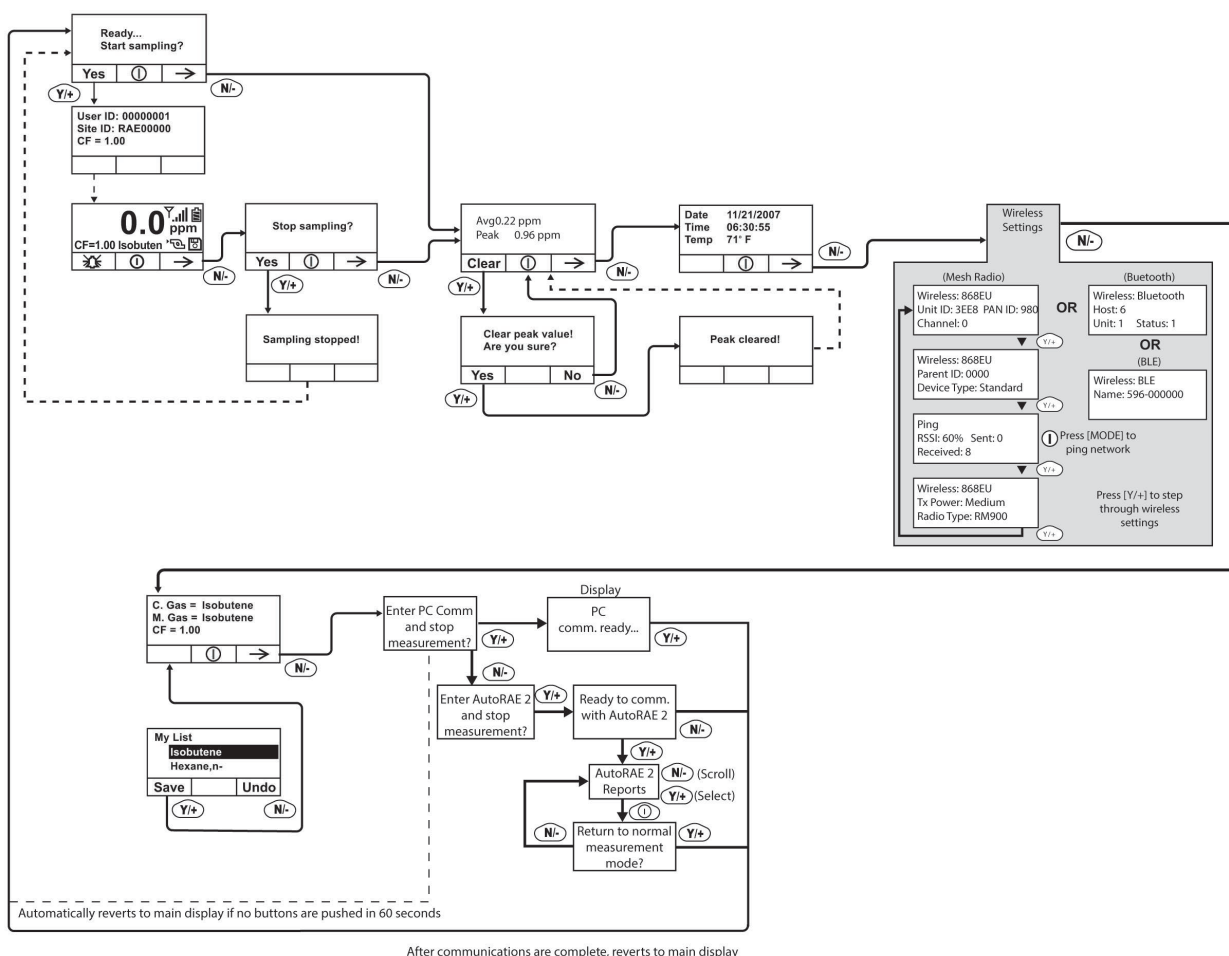 Ready...
Start sampling?
Yes
N/-
Y/+
User ID: 00000001
Site ID: RAE00000
CF = 1.00
0.0 ppm
CF=1.00 Isobuten
N/-
Stop sampling?
Yes
N/-
Y/+
Sampling stopped!
Avg0.22 ppm
Peak 0.96 ppm
Clear
N/-
Y/+
Clear peak value!
Are you sure?
Yes No
N/-
Y/+
Peak cleared!
Date 11/21/2007
Time 06:30:55
Temp 71° F
N/-
Wireless
Settings
N/-
(Mesh Radio)
Wireless: 868EU
Unit ID: 3EE8 PAN ID: 980
Channel: 0
Y/+
Wireless: 868EU
Parent ID: 0000
Device Type: Standard
Y/+
Ping
RSSI: 60% Sent: 0
Received: 8
Y/+
Wireless: 868EU
Tx Power: Medium
Radio Type: RM900
Y/+
OR
(Buetooth)
Wireless: Bluetooth
Host: 6
Unit: 1 Status: 1
OR
(BLE)
Wireless: BLE
Name: 596-000000
Press [MODE] to
ping network
Press [Y/+] to step
through wireless
settings
C. Gas = Isobutene
M. Gas = Isobutene
CF = 1.00
N/-
My List
Isobutene
Hexane,n-
Save Undo
Y/+
N/-
Enter PC Comm
and stop
measurement?
Y/+
N/-
Display
PC
comm. ready...
Y/+
Enter AutoRAE 2
and stop
measurement?
Y/+
Ready to comm.
with AutoRAE 2
N/-
Y/+
AutoRAE 2
Reports
N/- (Scroll)
Y/+ (Select)
N/-
Return to normal
measurement
mode?
Y/+
Automatically reverts to main display if no buttons are pushed in 60 seconds
After communications are complete, reverts to main display